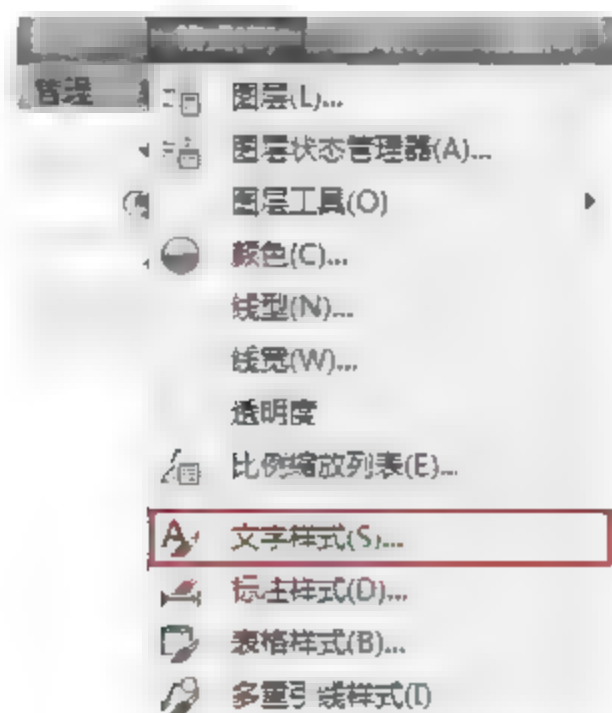 管理
图层(L)...
图层状态管理器(A)...
图层工具(O)
颜色(C)...
线型(N)...
线宽(W)...
透明度
比例缩放列表(E)...
文字样式(S)...
标注样式(D)...
表格样式(B)...
多重引线样式(I)